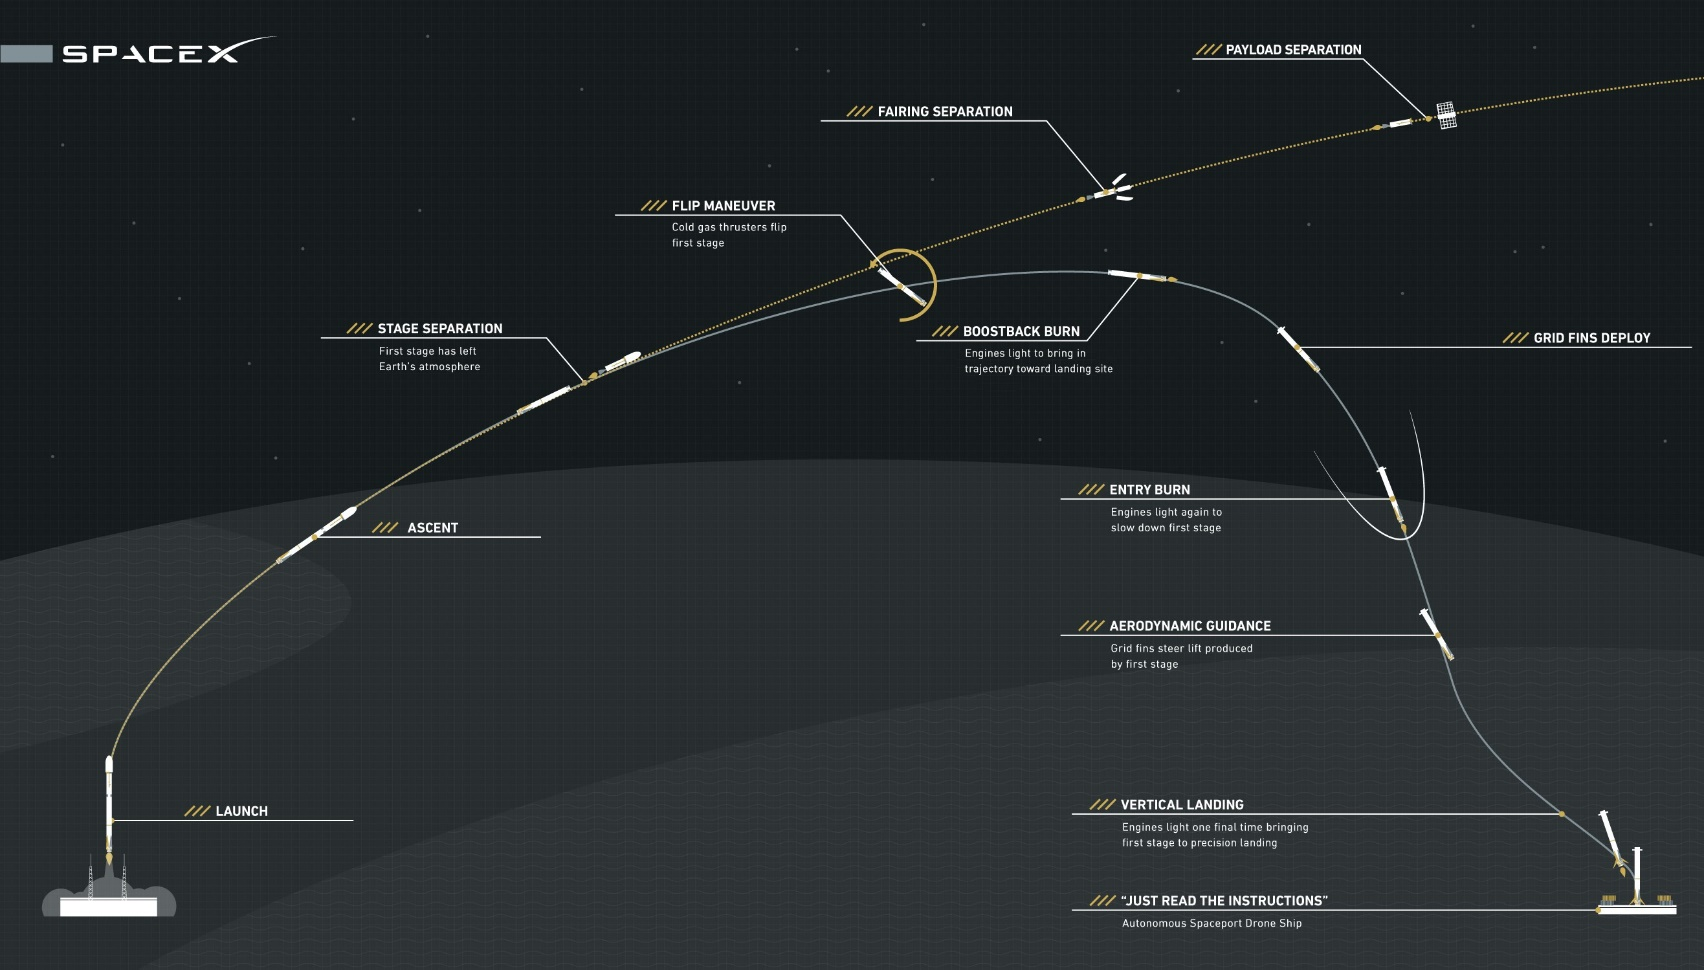 SPACEX
/// PAYLOAD SEPARATION
/// FAIRING SEPARATION
/// FLIP MANEUVER
Cold gas thrusters flip
first stage
/// STAGE SEPARATION
First stage has left
Earth's atmosphere
/// BOOSTBACK BURN
Engines light to bring in
trajectory toward landing site
/// GRID FINS DEPLOY
/// ENTRY BURN
Engines light again to
slow down first stage
/// ASCENT
/// AERODYNAMIC GUIDANCE
Grid fins steer lift produced
by first stage
/// LAUNCH
/// VERTICAL LANDING
Engines light one final time bringing
first stage to precision landing
/// “JUST READ THE INSTRUCTIONS”
Autonomous Spaceport Drone Ship